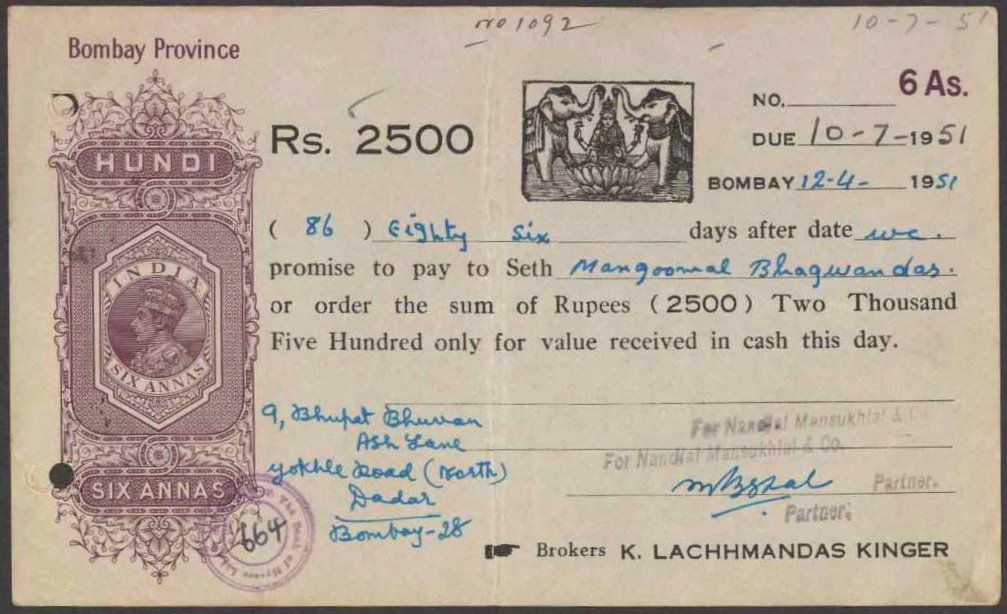 no 1092
10-7-51
Bombay Province
6 As.
NO.
HUNDI
Rs. 2500
DUE 10-7-1951
BOMBAY 12-4- 1951
INDIA
SIX ANNAS
( 86 ) Eighty Six days after date we.
promise to pay to Seth Mangoomal Bhagwandas.
or order the sum of Rupees (2500) Two Thousand
Five Hundred only for value received in cash this day.
9, Bhupat Bhuvan
Ash Lane
Gokhle Road (North)
Dadar
Bombay-28
For Nandlal Mansukhlal & Co.
For Nandlal Mansukhlal & Co.
Partner.
Partner.
SIX ANNAS
The Bank of Mysore
664
Brokers K. LACHHMANDAS KINGER